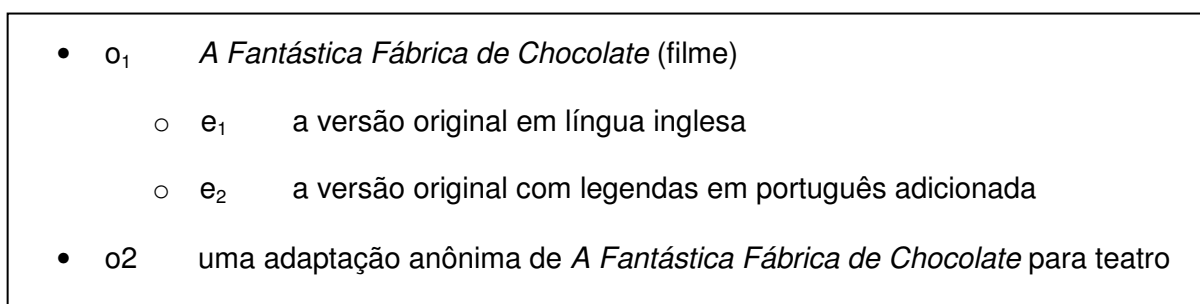 • o₁ A Fantástica Fábrica de Chocolate (filme)
○ e₁ a versão original em língua inglesa
○ e₂ a versão original com legendas em português adicionada
• o2 uma adaptação anônima de A Fantástica Fábrica de Chocolate para teatro